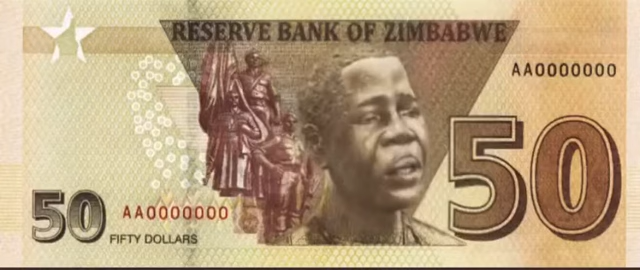 RESERVE BANK OF ZIMBABWE
AA0000000
50
50
AA0000000
FIFTY DOLLARS